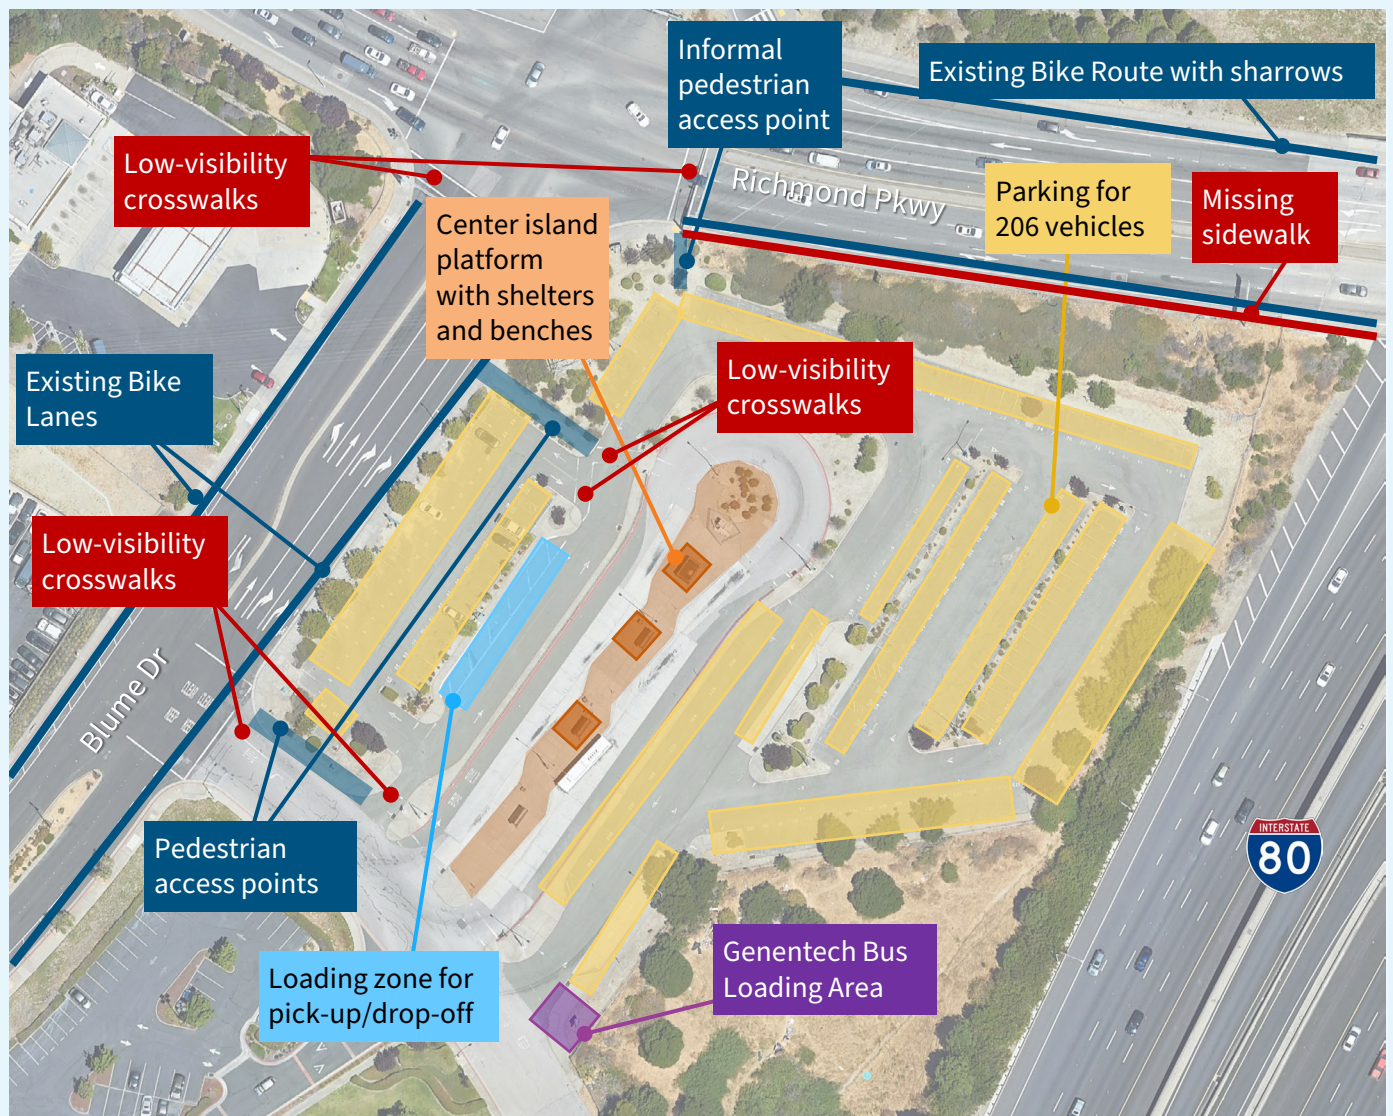 Informal
pedestrian
access point
Existing Bike Route with sharrows
Low-visibility
crosswalks
Richmond Pkwy
Parking for
206 vehicles
Missing
sidewalk
Center island
platform
with shelters
and benches
Existing Bike
Lanes
Low-visibility
crosswalks
Low-visibility
crosswalks
Blume Dr
Pedestrian
access points
INTERSTATE
80
Loading zone for
pick-up/drop-off
Genentech Bus
Loading Area